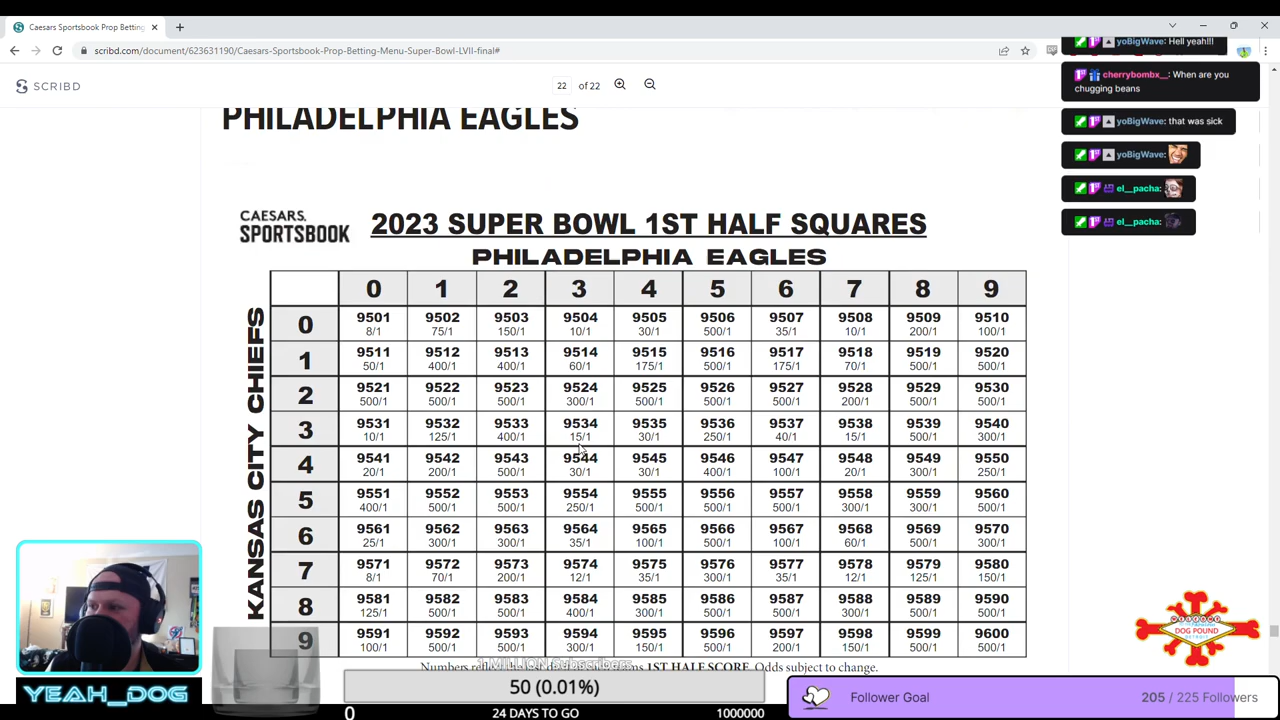 Caesars Sportsbook Prop Betting
scribd.com/document/623631190/Caesars-Sportsbook-Prop-Betting-Menu-Super-Bowl-LVII-final#
SCRIBD
22 of 22
PHILADELPHIA EAGLES
CAESARS.
SPORTSBOOK
2023 SUPER BOWL 1ST HALF SQUARES
PHILADELPHIA EAGLES
KANSAS CITY CHIEFS
0 1 2 3 4 5 6 7 8 9
0 9501 9502 9503 9504 9505 9506 9507 9508 9509 9510
8/1 75/1 150/1 10/1 30/1 500/1 35/1 10/1 200/1 100/1
1 9511 9512 9513 9514 9515 9516 9517 9518 9519 9520
50/1 400/1 400/1 60/1 175/1 500/1 175/1 70/1 500/1 500/1
2 9521 9522 9523 9524 9525 9526 9527 9528 9529 9530
500/1 500/1 500/1 300/1 500/1 500/1 500/1 200/1 500/1 500/1
3 9531 9532 9533 9534 9535 9536 9537 9538 9539 9540
10/1 125/1 400/1 15/1 30/1 250/1 40/1 15/1 500/1 300/1
4 9541 9542 9543 9544 9545 9546 9547 9548 9549 9550
20/1 200/1 500/1 30/1 30/1 400/1 100/1 20/1 300/1 250/1
5 9551 9552 9553 9554 9555 9556 9557 9558 9559 9560
400/1 500/1 500/1 250/1 500/1 500/1 500/1 300/1 300/1 500/1
6 9561 9562 9563 9564 9565 9566 9567 9568 9569 9570
25/1 300/1 300/1 35/1 100/1 500/1 100/1 60/1 500/1 300/1
7 9571 9572 9573 9574 9575 9576 9577 9578 9579 9580
8/1 70/1 200/1 12/1 35/1 300/1 35/1 12/1 125/1 150/1
8 9581 9582 9583 9584 9585 9586 9587 9588 9589 9590
125/1 500/1 500/1 400/1 300/1 500/1 500/1 300/1 500/1 500/1
9 9591 9592 9593 9594 9595 9596 9597 9598 9599 9600
100/1 500/1 500/1 300/1 150/1 500/1 200/1 150/1 500/1 500/1
Numbers 1ST HALF SCORE. Odds subject to change.
yoBigWave: Hell yeah!!!
cherrybombx__: When are you
chugging beans
yoBigWave: that was sick
yoBigWave:
el__pacha:
el__pacha:
DOG POUND
YEAH_DOG
MILLION Subscribers
50 (0.01%)
0 24 DAYS TO GO 1000000
Follower Goal 205 / 225 Followers